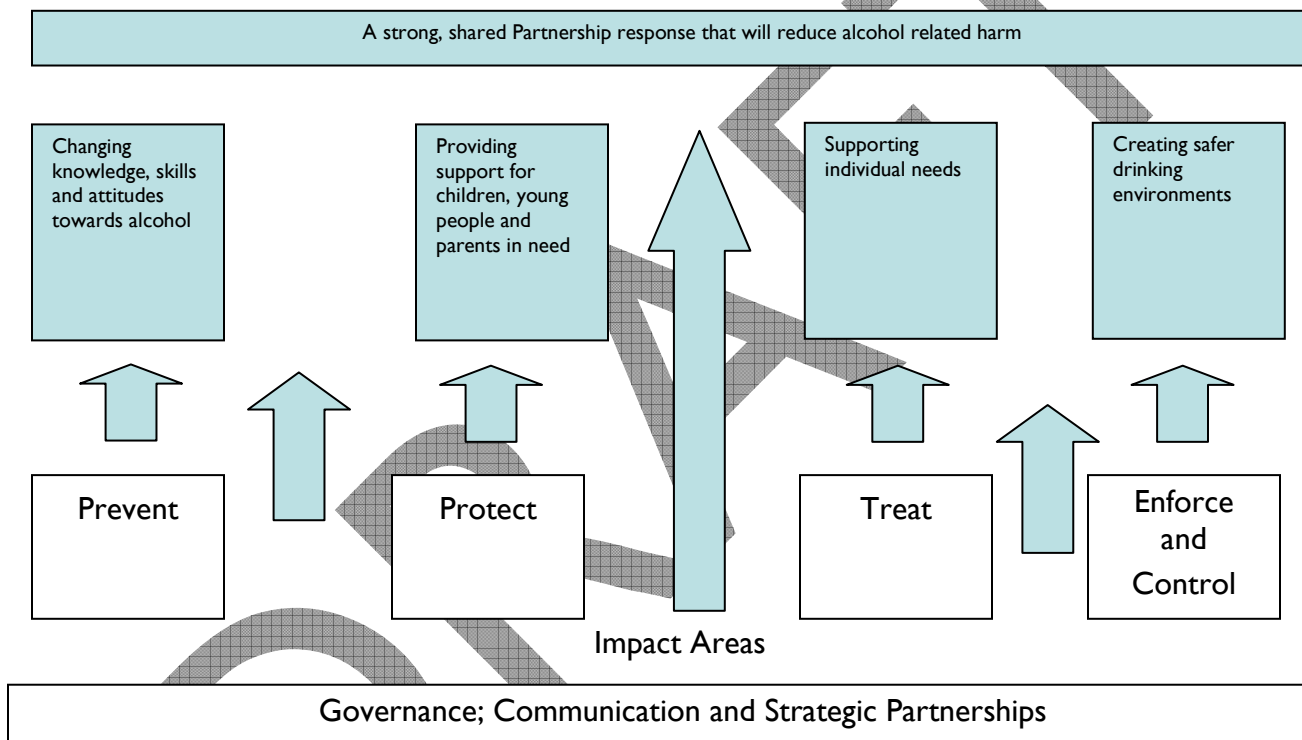 A strong, shared Partnership response that will reduce alcohol related harm
Changing
knowledge, skills
and attitudes
towards alcohol
Providing
support for
children, young
people and
parents in need
Supporting
individual needs
Creating safer
drinking
environments
Prevent
Protect
Treat
Enforce
and
Control
Impact Areas
Governance; Communication and Strategic Partnerships